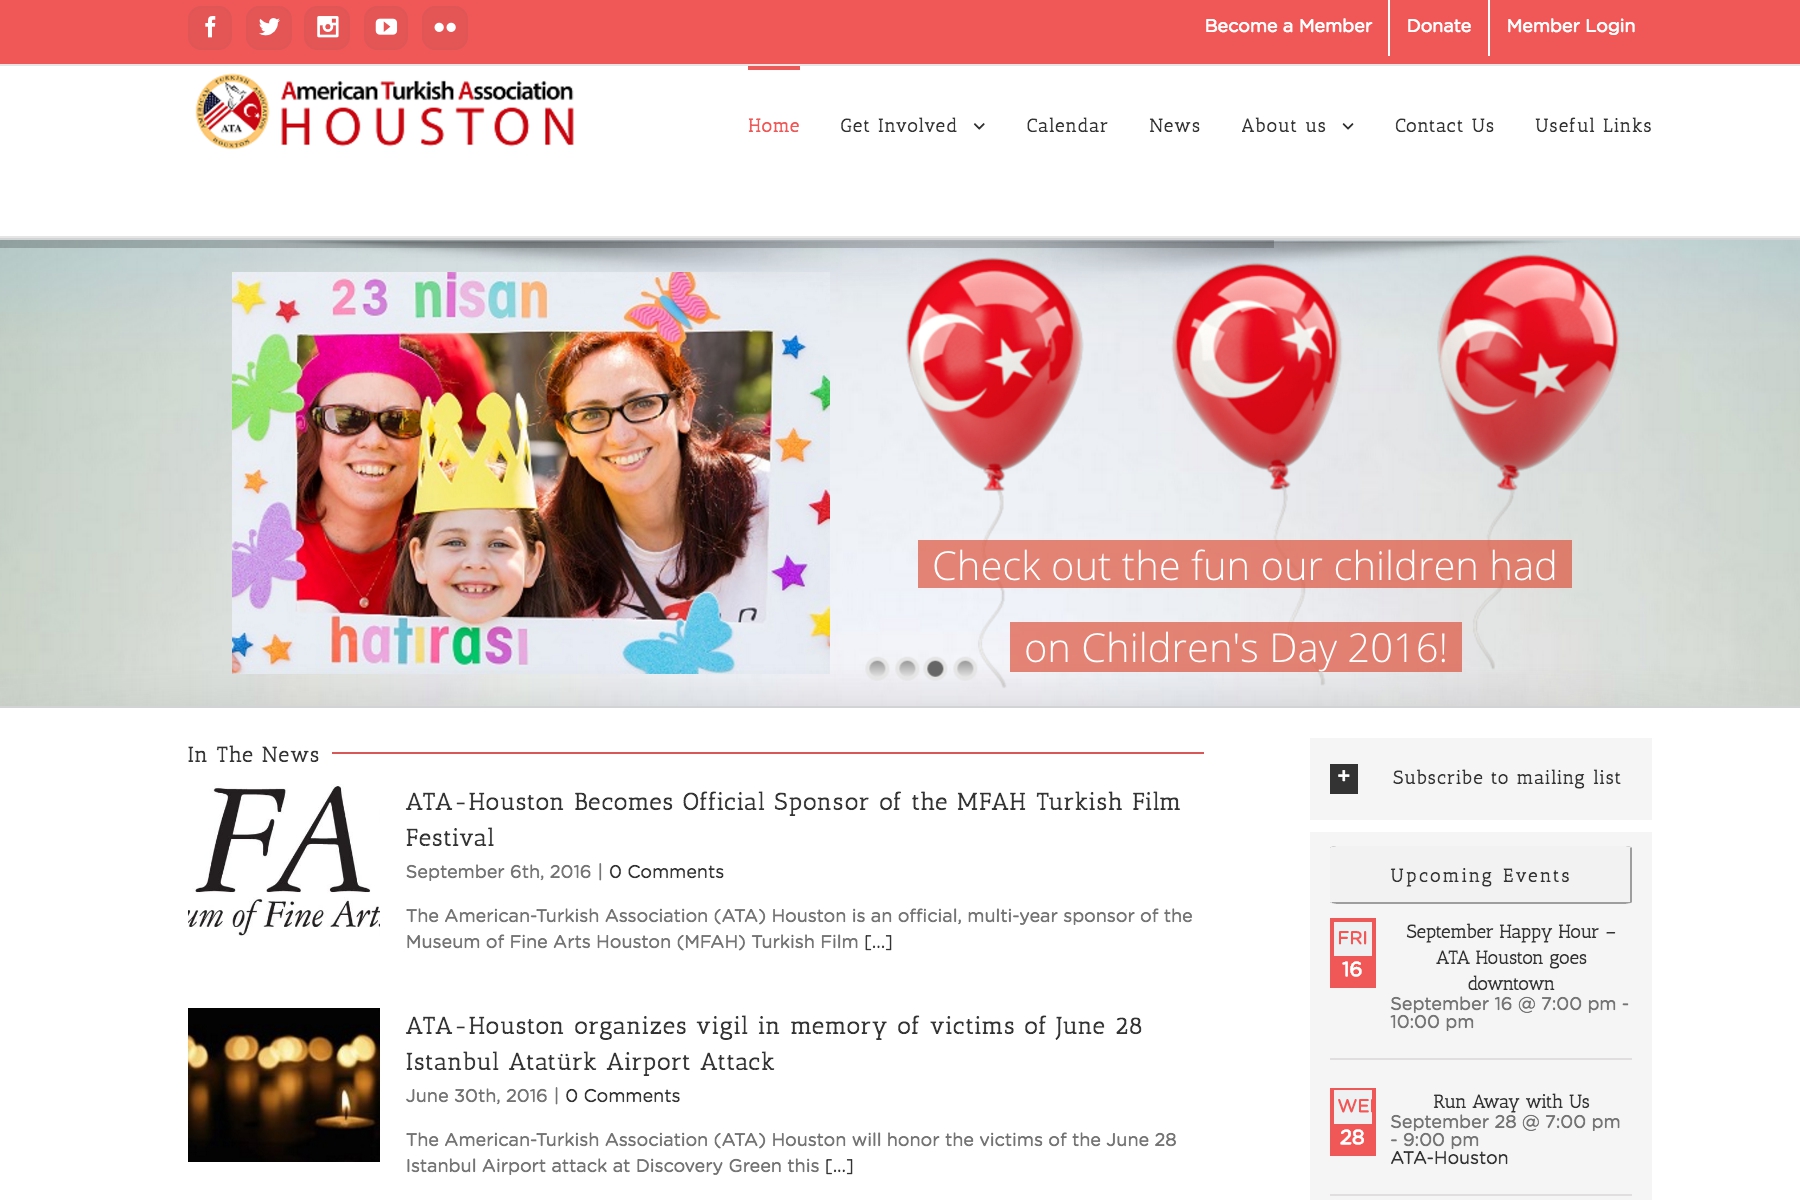 Become a Member
Donate
Member Login
American Turkish Association
HOUSTON
ATA
Home
Get Involved
Calendar
News
About us
Contact Us
Useful Links
23 nisan
hatırası
Check out the fun our children had
on Children's Day 2016!
In The News
FA
um of Fine Art
ATA-Houston Becomes Official Sponsor of the MFAH Turkish Film
Festival
September 6th, 2016 | 0 Comments
The American-Turkish Association (ATA) Houston is an official, multi-year sponsor of the
Museum of Fine Arts Houston (MFAH) Turkish Film [...]
ATA-Houston organizes vigil in memory of victims of June 28
Istanbul Atatürk Airport Attack
June 30th, 2016 | 0 Comments
The American-Turkish Association (ATA) Houston will honor the victims of the June 28
Istanbul Airport attack at Discovery Green this [...]
Subscribe to mailing list
Upcoming Events
FRI
16
September Happy Hour –
ATA Houston goes
downtown
September 16 @ 7:00 pm -
10:00 pm
WE
28
Run Away with Us
September 28 @ 7:00 pm
- 9:00 pm
ATA-Houston